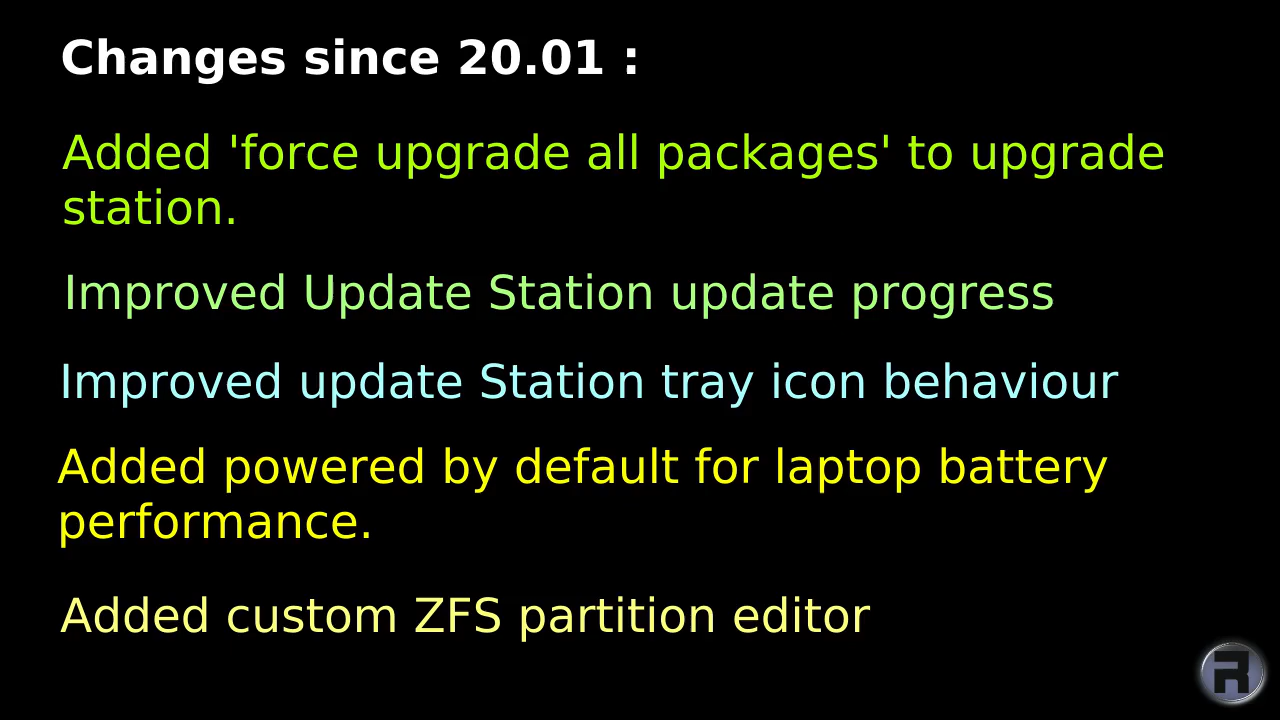 Changes since 20.01 :
Added 'force upgrade all packages' to upgrade
station.
Improved Update Station update progress
Improved update Station tray icon behaviour
Added powered by default for laptop battery
performance.
Added custom ZFS partition editor
R